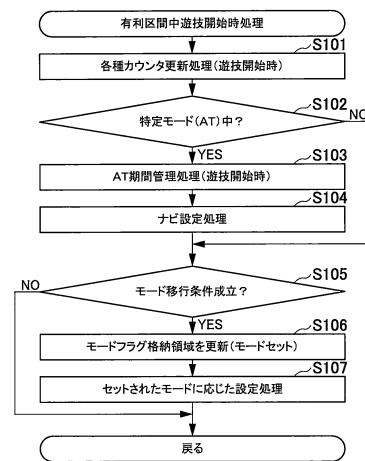 有利区間中遊技開始時処理
S101
各種カウンタ更新処理(遊技開始時)
S102
特定モード(AT)中?
NO
YES
S103
AT期間管理処理(遊技開始時)
S104
ナビ設定処理
S105
モード移行条件成立?
NO
YES
S106
モードフラグ格納領域を更新(モードセット)
S107
セットされたモードに応じた設定処理
戻る